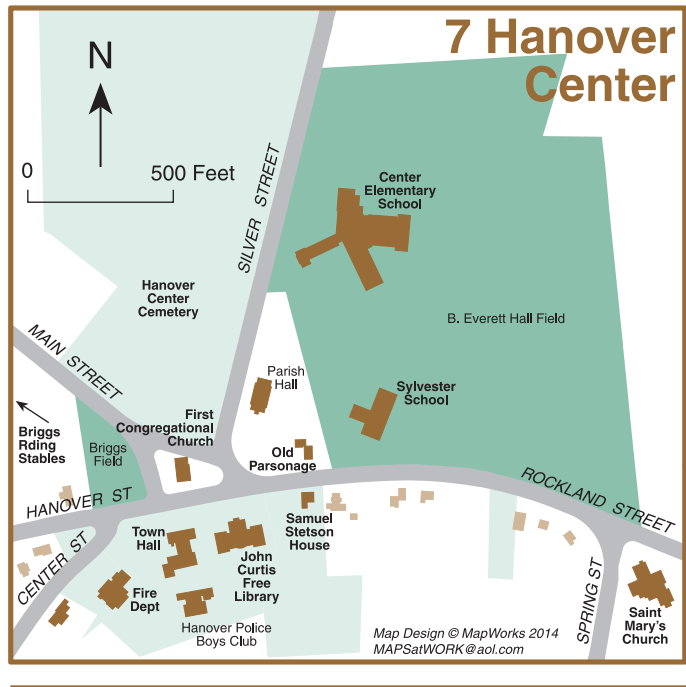 7 Hanover
Center
N
0 500 Feet
SILVER STREET
Center
Elementary
School
Hanover
Center
Cemetery
B. Everett Hall Field
MAIN STREET
Parish
Hall
Sylvester
School
Briggs
Rding
Stables
Briggs
Field
First
Congregational
Church
Old
Parsonage
HANOVER ST
ROCKLAND STREET
CENTER ST
Town
Hall
John
Curtis
Free
Library
Samuel
Stetson
House
Fire
Dept
Hanover Police
Boys Club
SPRING ST
Saint
Mary's
Church
Map Design © MapWorks 2014
MAPSatWORK@aol.com